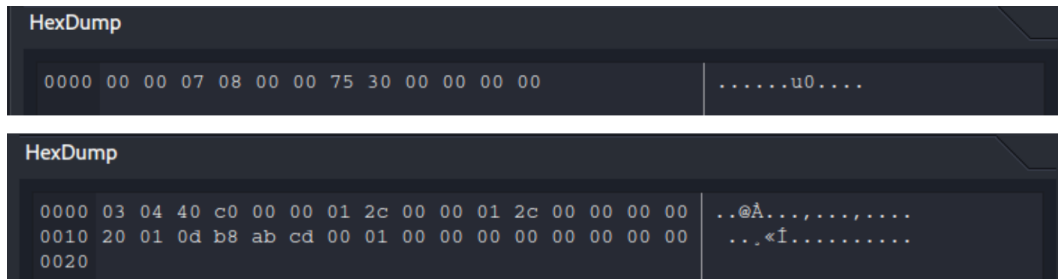 HexDump
0000 00 00 07 08 00 00 75 30 00 00 00 00 ......u0....
HexDump
0000 03 04 40 c0 00 00 01 2c 00 00 01 2c 00 00 00 00 ..@À...,...,....
0010 20 01 0d b8 ab cd 00 01 00 00 00 00 00 00 00 00 ..¸«Í..........
0020